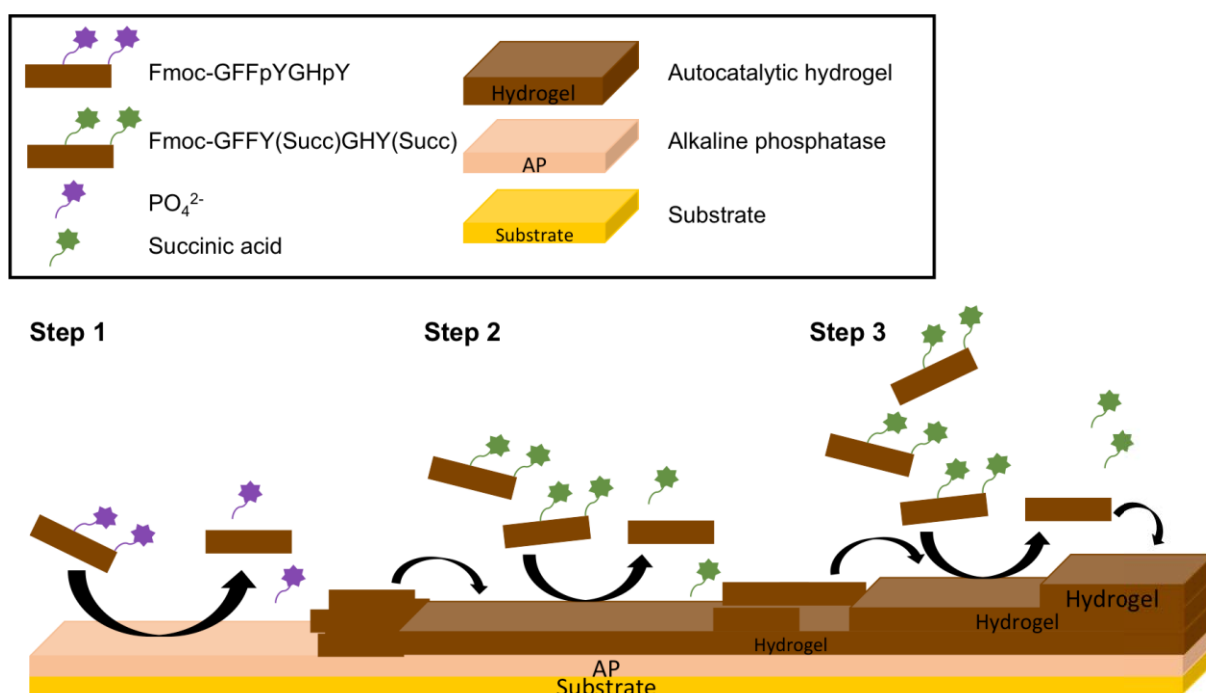 Fmoc-GFFpYGHpY
Fmoc-GFFY(Succ)GHY(Succ)
PO₄²⁻
Succinic acid
Hydrogel
Autocatalytic hydrogel
AP
Alkaline phosphatase
Substrate
Substrate
Step 1
Step 2
Step 3
Hydrogel
Hydrogel
Hydrogel
AP
Substrate